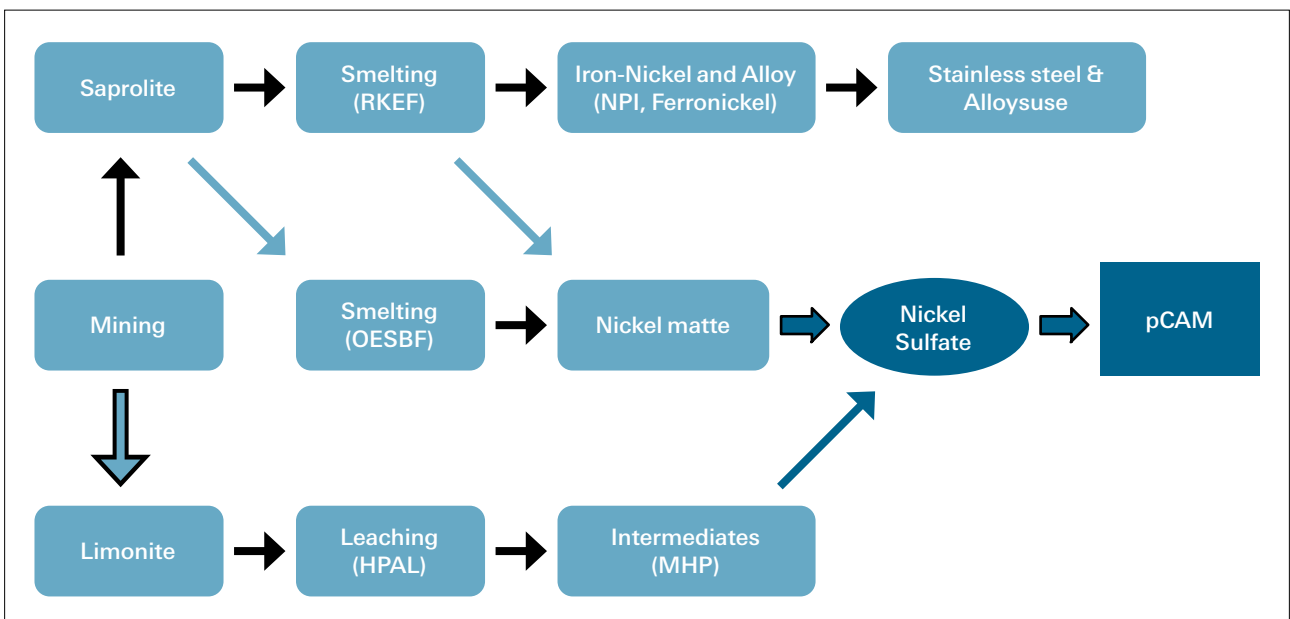 Saprolite
Smelting
(RKEF)
Iron-Nickel and Alloy
(NPI, Ferronickel)
Stainless steel &
Alloysuse
Mining
Smelting
(OESBF)
Nickel matte
Nickel
Sulfate
pCAM
Limonite
Leaching
(HPAL)
Intermediates
(MHP)